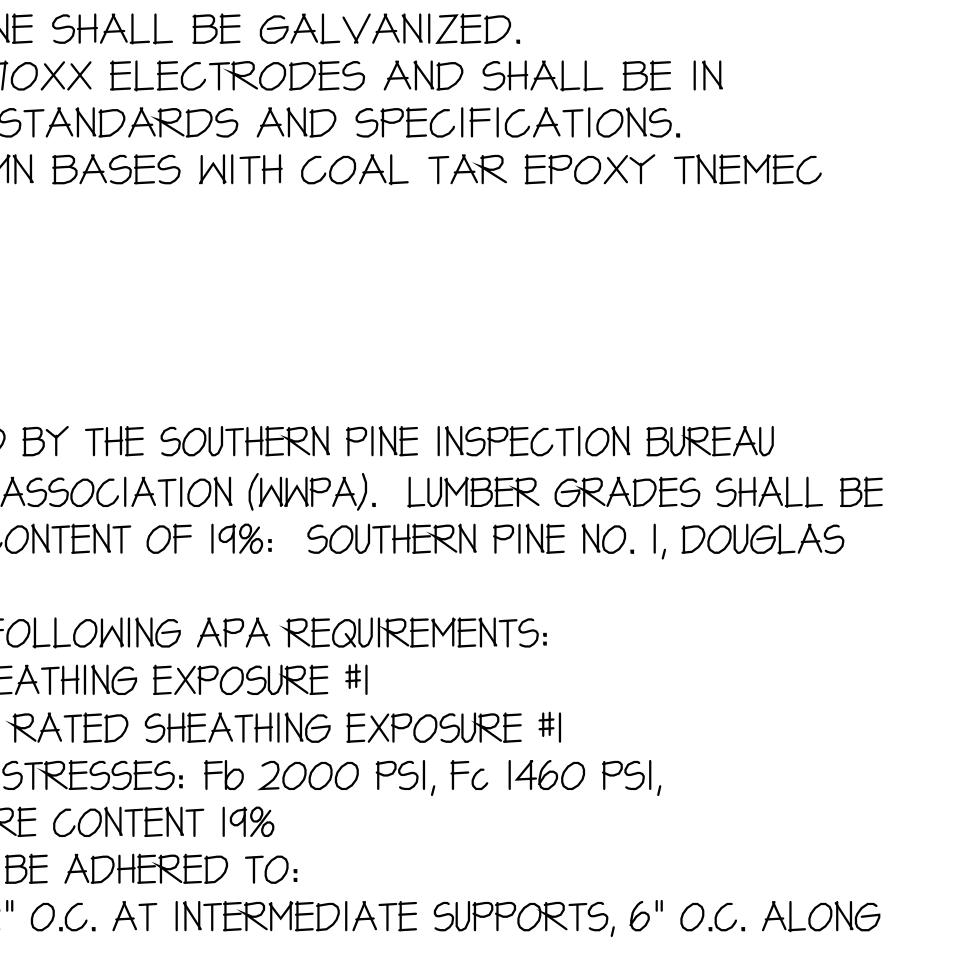 NE SHALL BE GALVANIZED.
70XX ELECTRODES AND SHALL BE IN
STANDARDS AND SPECIFICATIONS.
MN BASES WITH COAL TAR EPOXY TNEMEC
D BY THE SOUTHERN PINE INSPECTION BUREAU
ASSOCIATION (WWPA). LUMBER GRADES SHALL BE
CONTENT OF 19%: SOUTHERN PINE NO. 1, DOUGLAS
FOLLOWING APA REQUIREMENTS:
EATHING EXPOSURE #1
RATED SHEATHING EXPOSURE #1
STRESSES: Fb 2000 PSI, Fc 1460 PSI,
RE CONTENT 19%
BE ADHERED TO:
" O.C. AT INTERMEDIATE SUPPORTS, 6" O.C. ALONG